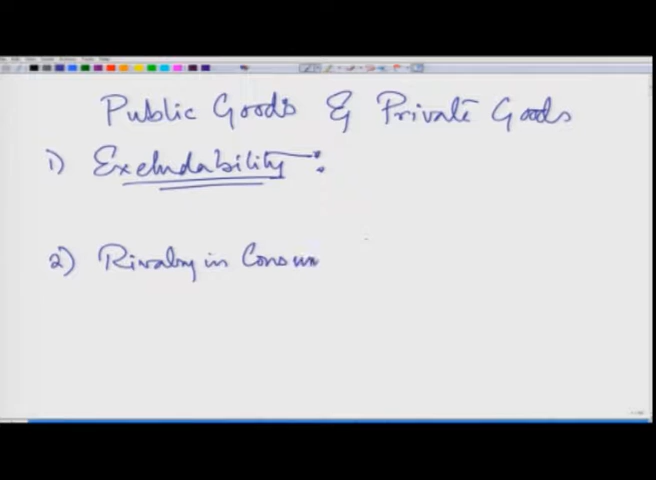 Public Goods & Private Goods
1) Excludability :
2) Rivalry in Consum